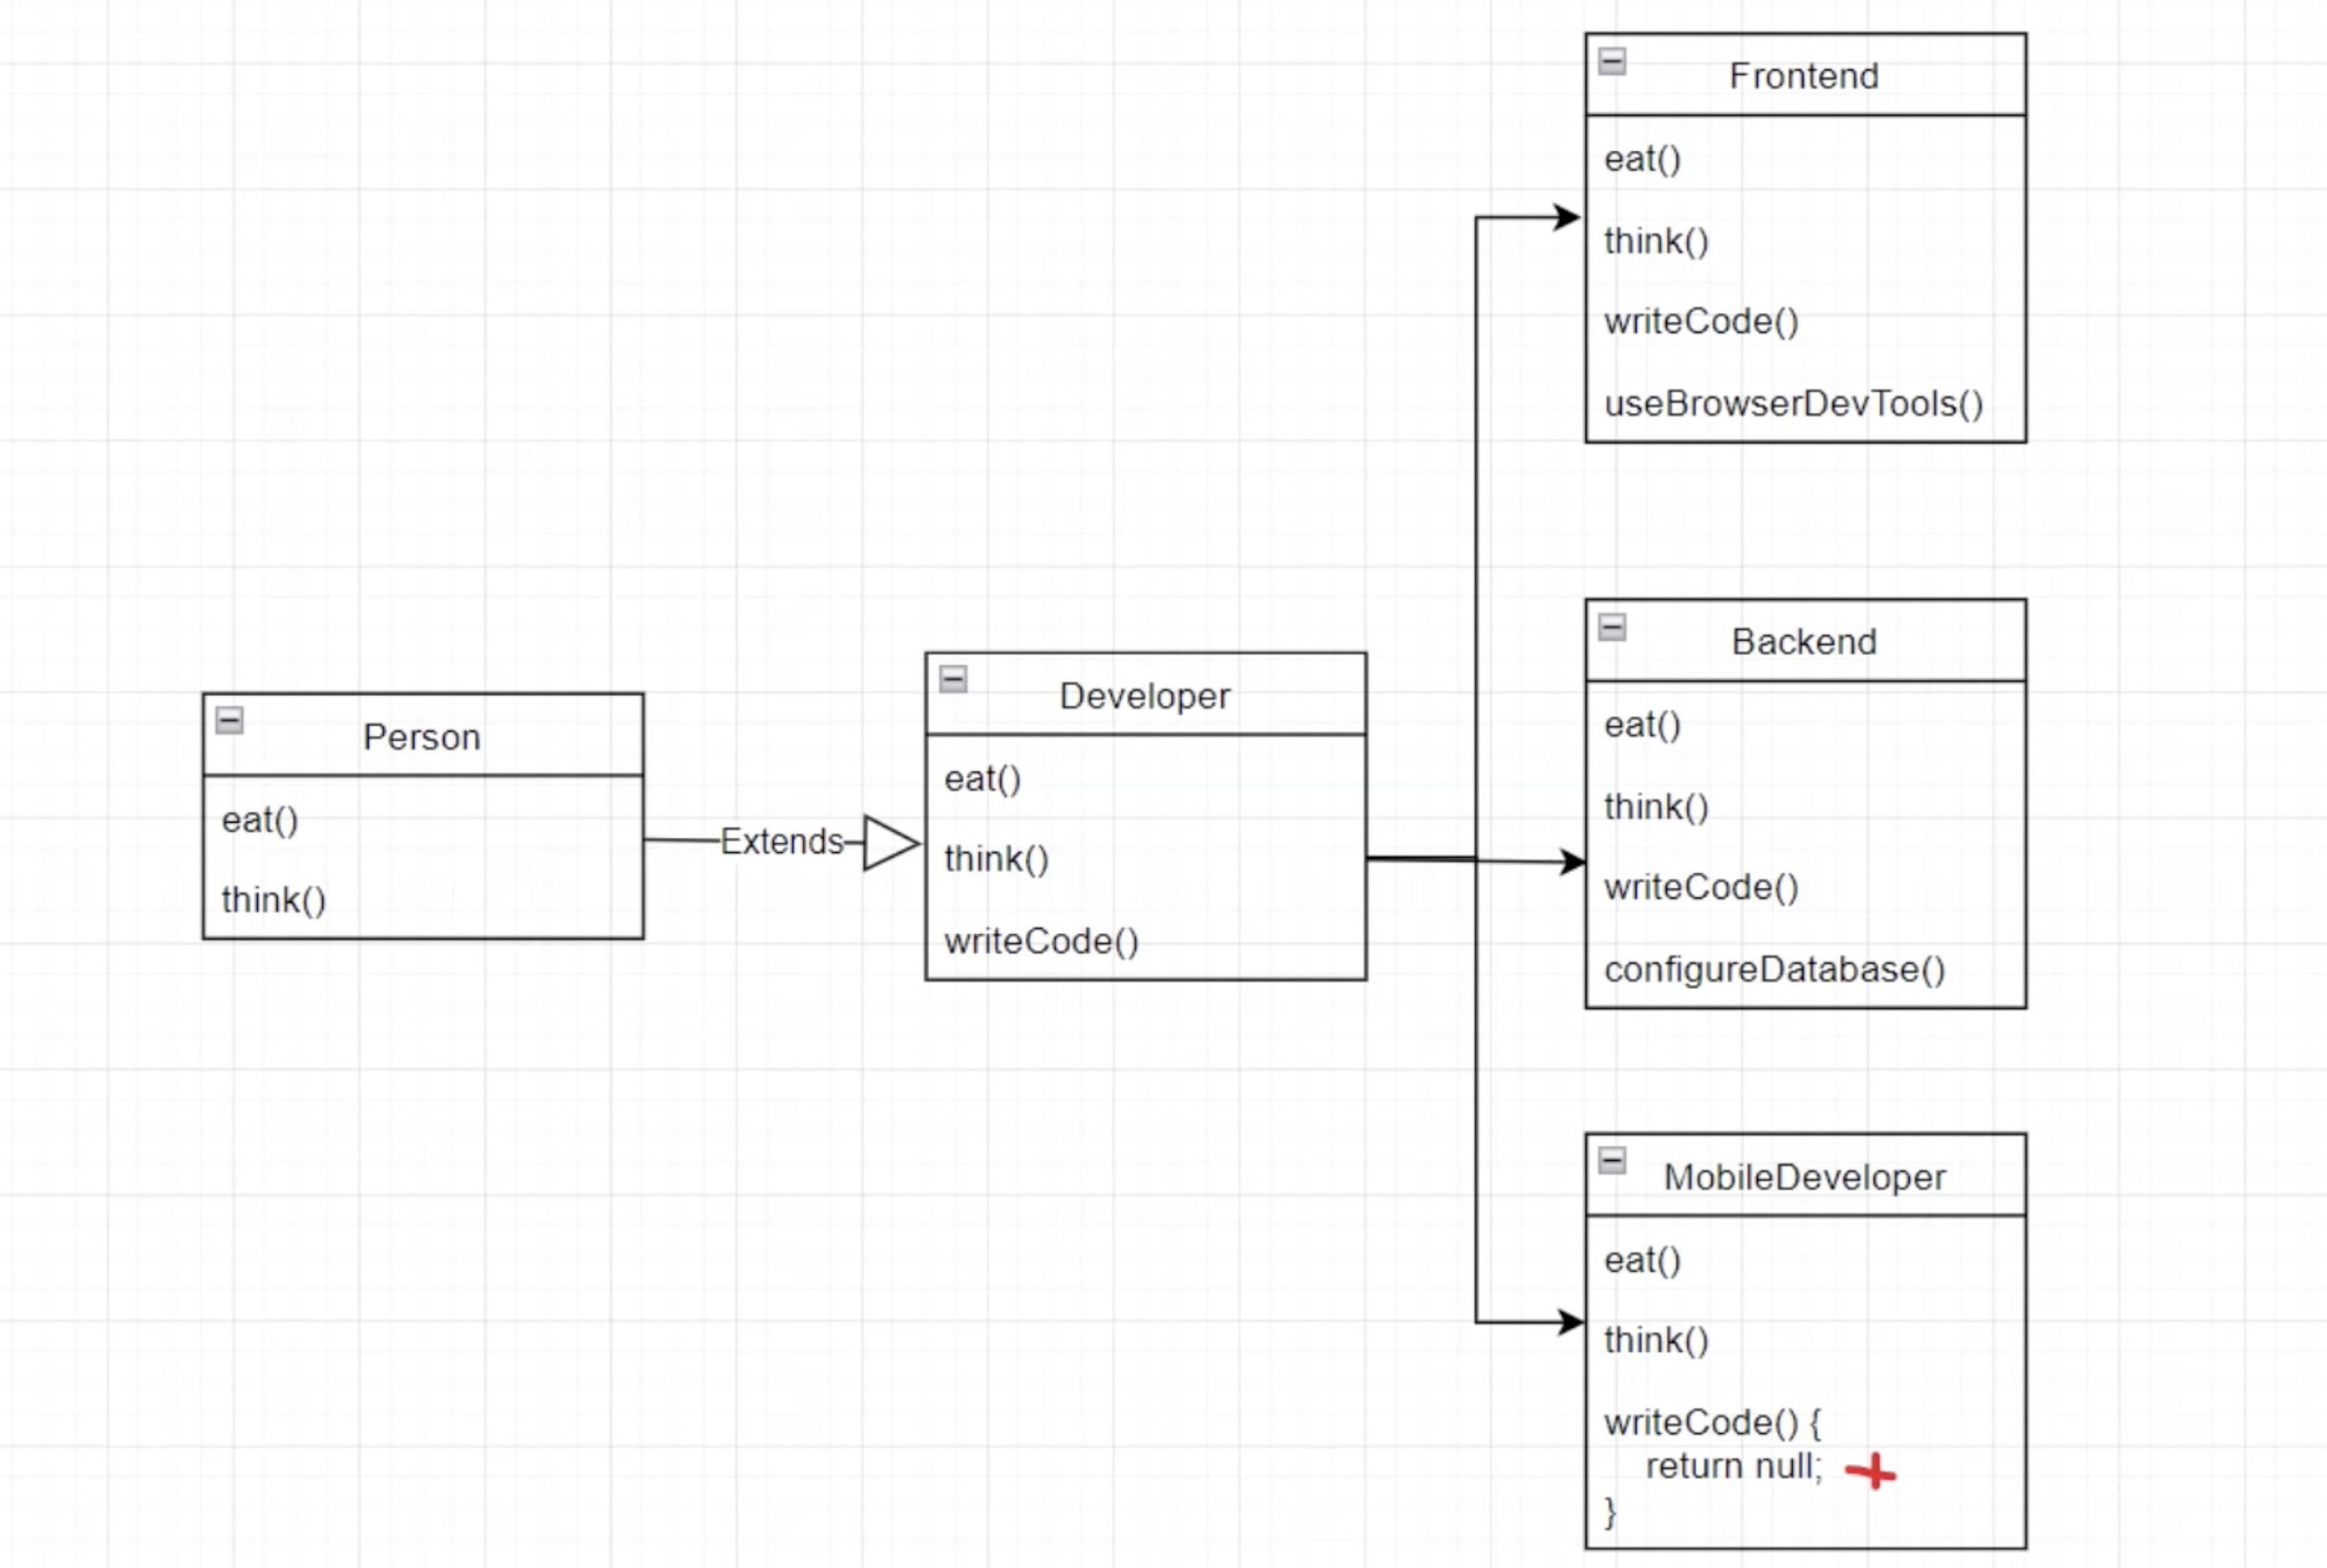 Person
eat()
think()
Extends
Developer
eat()
think()
writeCode()
Frontend
eat()
think()
writeCode()
useBrowserDevTools()
Backend
eat()
think()
writeCode()
configureDatabase()
MobileDeveloper
eat()
think()
writeCode() {
return null;
}